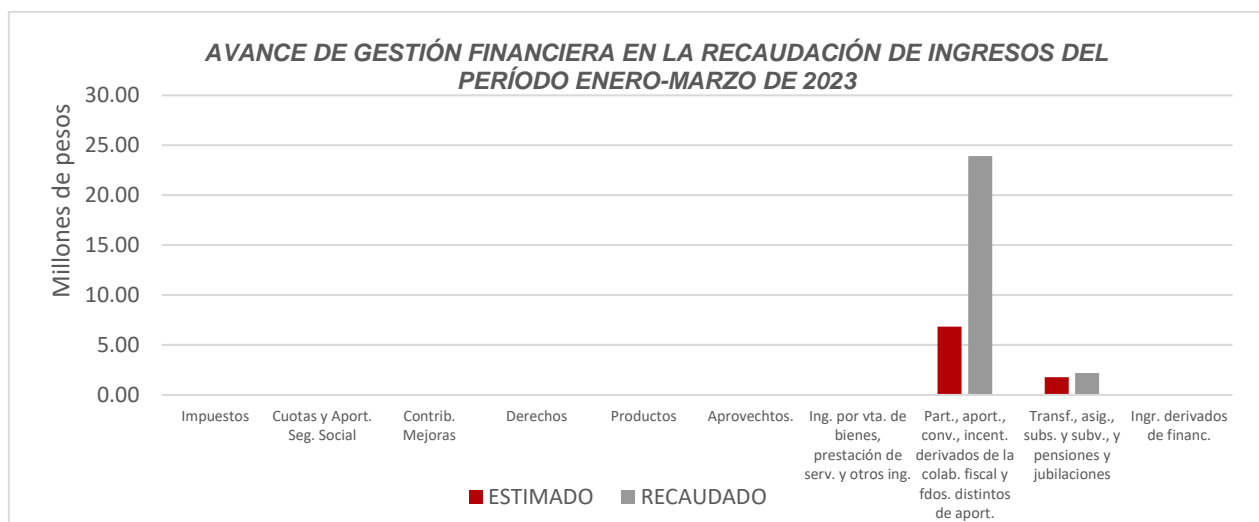 AVANCE DE GESTIÓN FINANCIERA EN LA RECAUDACIÓN DE INGRESOS DEL
PERÍODO ENERO-MARZO DE 2023
Millones de pesos
30.00
25.00
20.00
15.00
10.00
5.00
0.00
Impuestos
Cuotas y Aport.
Seg. Social
Contrib.
Mejoras
Derechos
Productos
Aprovechtos.
Ing. por vta. de
bienes,
prestación de
serv. y otros ing.
Part., aport.,
conv., incent.
derivados de la
colab. fiscal y
fdos. distintos
de aport.
Transf., asig.,
subs. y subv., y
pensiones y
jubilaciones
Ingr. derivados
de financ.
ESTIMADO
RECAUDADO